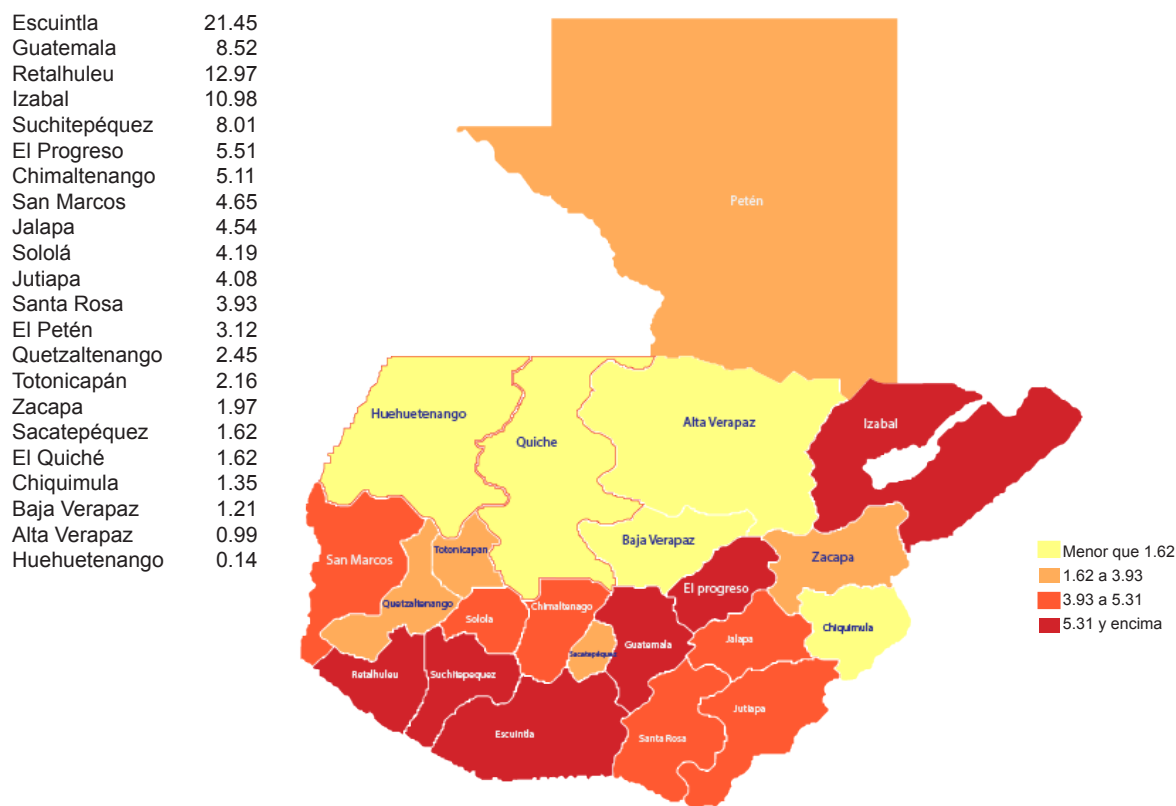 Escuintla 21.45
Guatemala 8.52
Retalhuleu 12.97
Izabal 10.98
Suchitepéquez 8.01
El Progreso 5.51
Chimaltenango 5.11
San Marcos 4.65
Jalapa 4.54
Sololá 4.19
Jutiapa 4.08
Santa Rosa 3.93
El Petén 3.12
Quetzaltenango 2.45
Totonicapán 2.16
Zacapa 1.97
Sacatepéquez 1.62
El Quiché 1.62
Chiquimula 1.35
Baja Verapaz 1.21
Alta Verapaz 0.99
Huehuetenango 0.14
Petén
Huehuetenango
Quiche
Alta Verapaz
Izabal
Baja Verapaz
San Marcos
Totonicapan
Zacapa
El progreso
Quetzaltenango
Solola
Chimaltenago
Sacatepéquez
Guatemala
Jalapa
Chiquimula
Retalhuleu
Suchitepequez
Escuintla
Santa Rosa
Jutiapa
Menor que 1.62
1.62 a 3.93
3.93 a 5.31
5.31 y encima